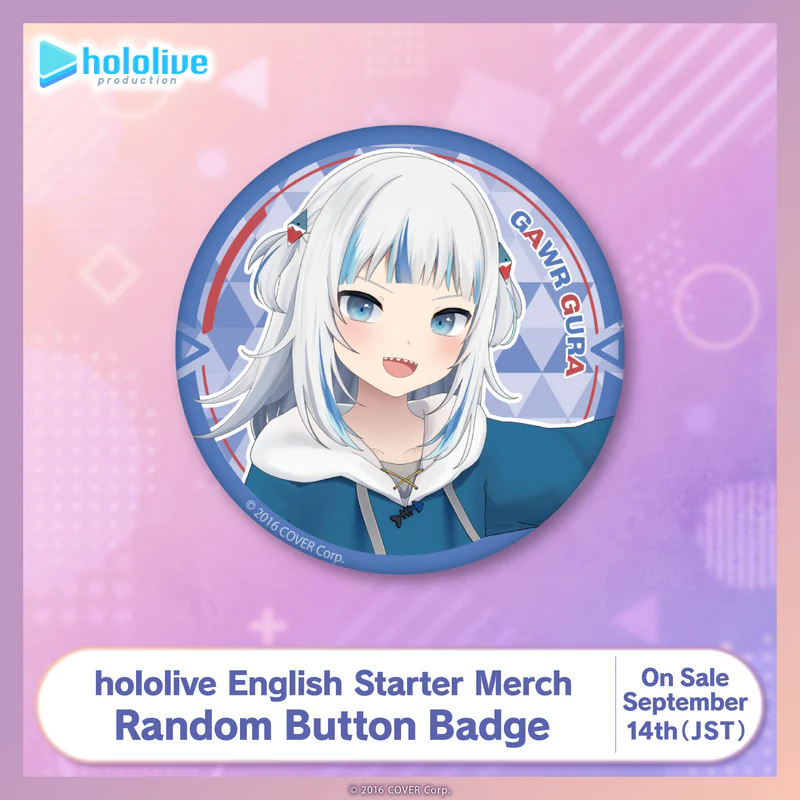 hololive
production
GAWR GURA
© 2016 COVER Corp.
hololive English Starter Merch
Random Button Badge
On Sale
September
14th (JST)
© 2016 COVER Corp.